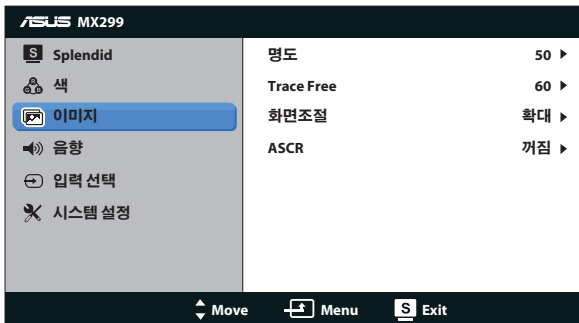 ASUS MX299
S Splendid
색
이미지
음향
입력 선택
시스템 설정
명도 50
Trace Free 60
화면조절 확대
ASCR 꺼짐
Move Menu S Exit